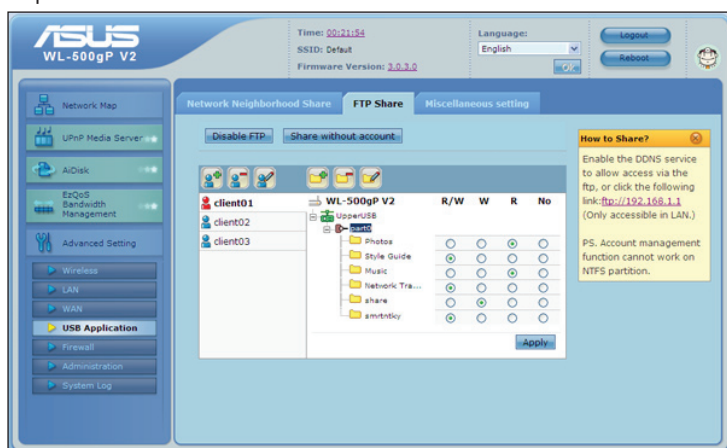 ASUS
WL-500gP V2
Time: 00:21:54
SSID: Defaut
Firmware Version: 3.0.3.0
Language:
English
OK
Logout
Reboot
Network Map
UPnP Media Server
AiDisk
EzQoS
Bandwidth
Management
Advanced Setting
Wireless
LAN
WAN
USB Application
Firewall
Administration
System Log
Network Neighborhood Share FTP Share Miscellaneous setting
Disable FTP Share without account
client01
client02
client03
WL-500gP V2 R/W W R No
UpperUSB
part0
Photos
Style Guide
Music
Network Tra...
share
smrtntky
Apply
How to Share?
Enable the DDNS service
to allow access via the
ftp, or click the following
link:ftp://192.168.1.1
(Only accessible in LAN.)
PS. Account management
function cannot work on
NTFS partition.